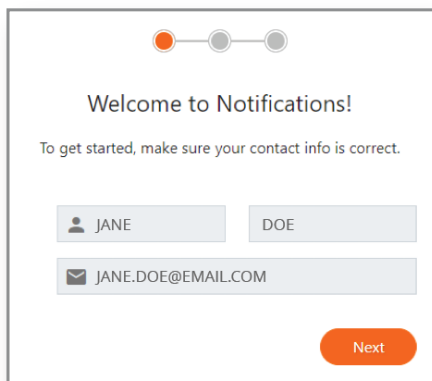 Welcome to Notifications!
To get started, make sure your contact info is correct.
JANE DOE
JANE.DOE@EMAIL.COM
Next